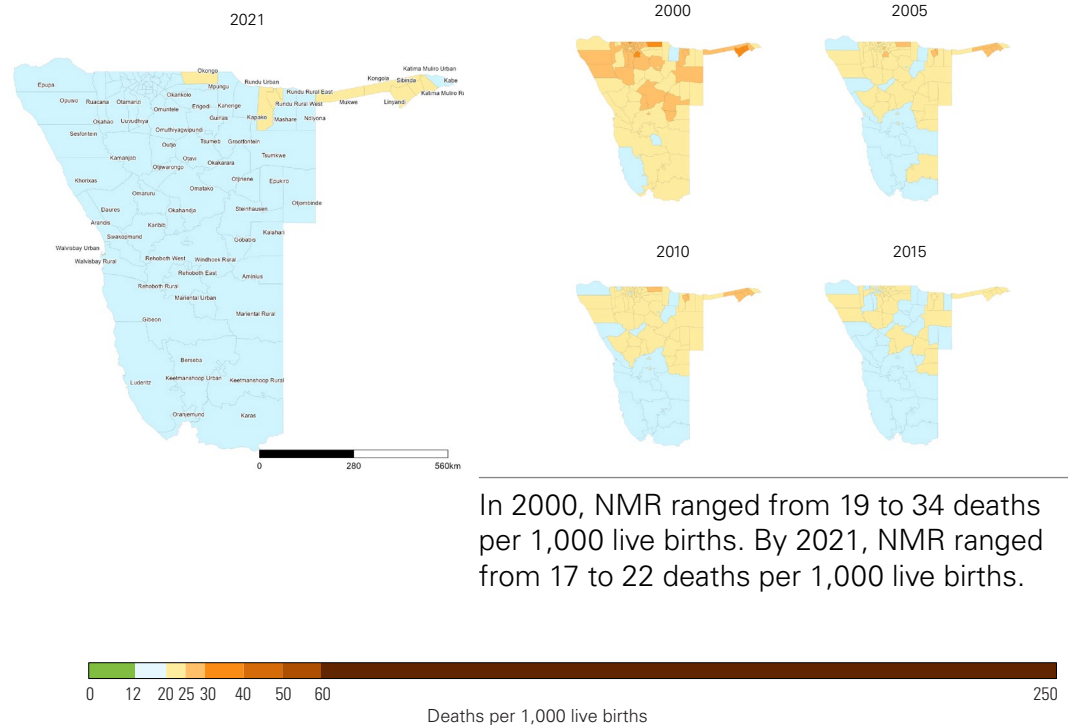 2021
2000
2005
Okongo
Katima Muliro Urban
Epupa
Mpungu
Rundu Urban
Kongola
Sibinda
Kabe
Okankolo
Rundu Rural East
Katima Muliro Ru
Opuwo
Ruacana
Otamanzi
Omuntele
Engodi
Kanenge
Rundu Rural West
Mukwe
Linyandi
Okahao
Uuvudhiya
Guinas
Kapako
Mashare
Ndiyona
Sesfontein
Omuthiyagwipundi
Outjo
Tsumeb
Grootfontein
Kamanjab
Otavi
Tsumkwe
Otjiwarongo
Okakarara
Khorixas
Otjinene
Epukiro
Omaruru
Omatako
Daures
Okahandja
Steinhausen
Otjombinde
Arandis
Karibib
Kalahari
Swakopmund
Gobabis
Walvisbay Urban
Walvisbay Rural
Rehoboth West
Windhoek Rural
Rehoboth East
Aminius
Rehoboth Rural
Mariental Urban
Gibeon
Mariental Rural
Berseba
Luderitz
Keetmanshoop Urban
Keetmanshoop Rural
Oranjemund
Karas
2010
2015
0
280
560km
In 2000, NMR ranged from 19 to 34 deaths
per 1,000 live births. By 2021, NMR ranged
from 17 to 22 deaths per 1,000 live births.
0 12 20 25 30 40 50 60 250
Deaths per 1,000 live births